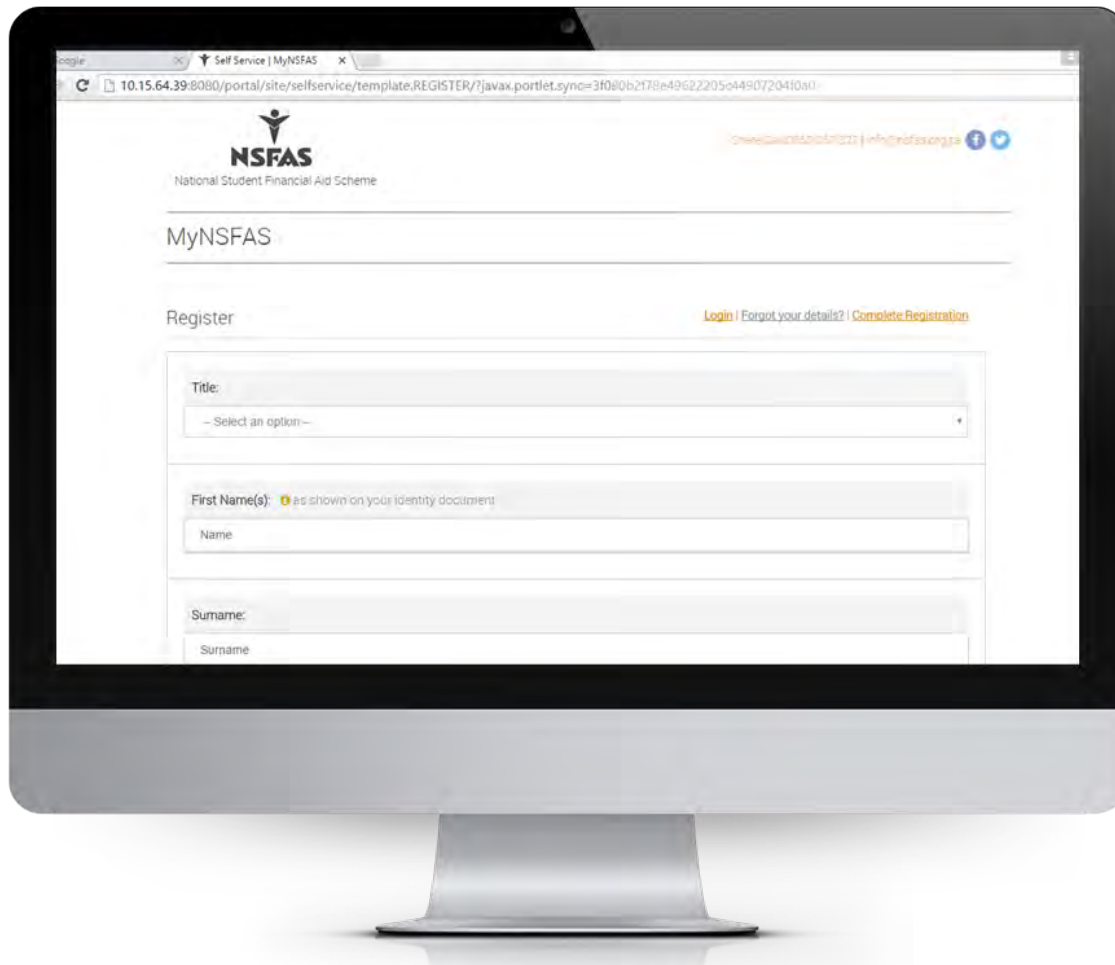 oogle
Self Service | MyNSFAS
10.15.64.39:8080/portal/site/selfservice/template.REGISTER/?javax.portlet.sync=
NSFAS
National Student Financial Aid Scheme
MyNSFAS
Register
Login | Forgot your details? | Complete Registration
Title:
-- Select an option --
First Name(s): as shown on your identity document
Name
Surname:
Surname